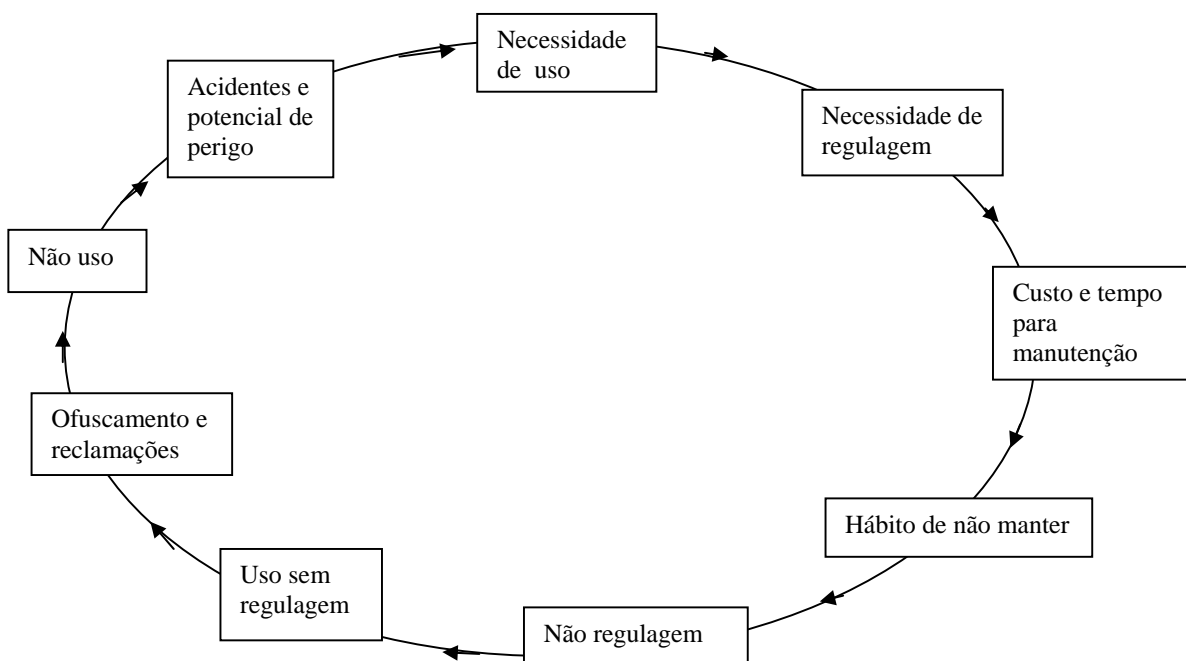 Necessidade
de uso
Necessidade de
regulagem
Custo e tempo
para
manutenção
Hábito de não manter
Não regulagem
Uso sem
regulagem
Ofuscamento e
reclamações
Não uso
Acidentes e
potencial de
perigo